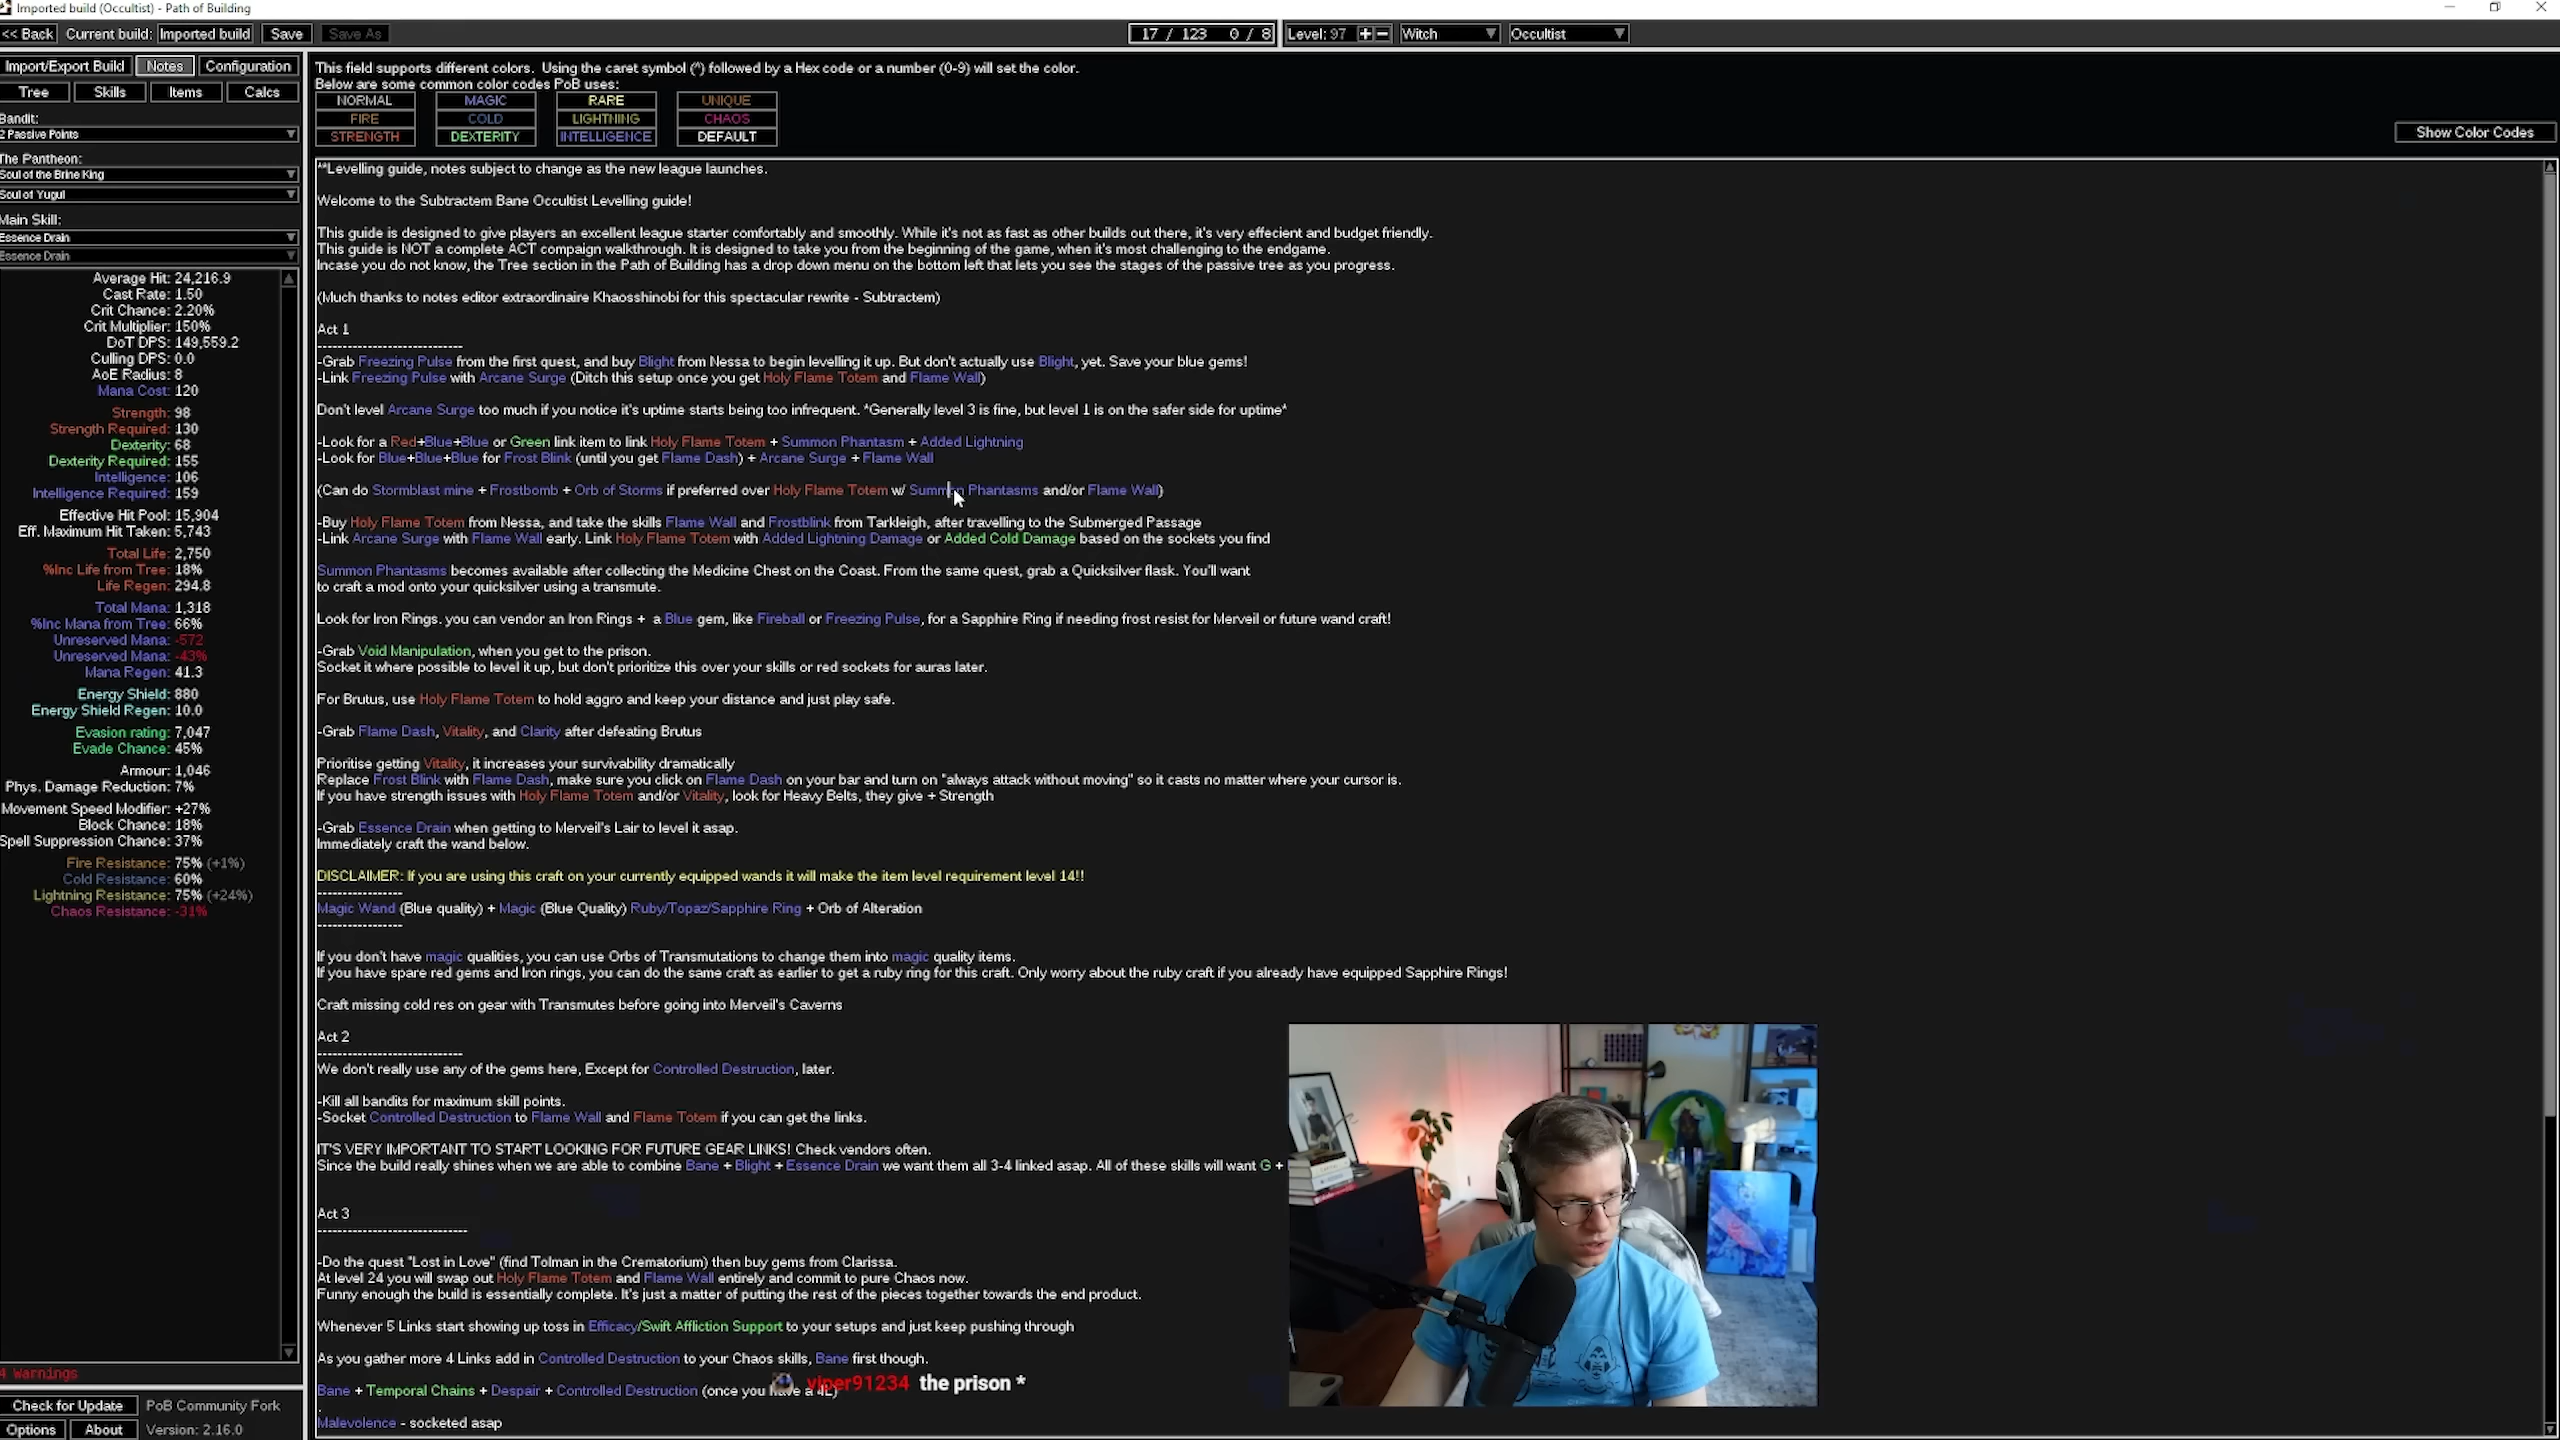 Imported build (Occultist) - Path of Building
<< Back Current build: Imported build Save Save As 17 / 123 0 / 8 Level: 97 + - Witch Occultist
Import/Export Build Notes Configuration
Tree Skills Items Calcs
Bandit:
2 Passive Points
The Pantheon:
Soul of the Brine King
Soul of Yugul
Main Skill:
Essence Drain
Essence Drain
Average Hit: 24,216.9
Cast Rate: 1.50
Crit Chance: 2.20%
Crit Multiplier: 150%
DoT DPS: 149,559.2
Culling DPS: 0.0
AoE Radius: 8
Mana Cost: 120
Strength: 98
Strength Required: 130
Dexterity: 68
Dexterity Required: 155
Intelligence: 106
Intelligence Required: 159
Effective Hit Pool: 15,904
Eff. Maximum Hit Taken: 5,743
Total Life: 2,750
%Inc Life from Tree: 18%
Life Regen: 294.8
Total Mana: 1,318
%Inc Mana from Tree: 66%
Unreserved Mana: -572
Unreserved Mana: -43%
Mana Regen: 41.3
Energy Shield: 880
Energy Shield Regen: 10.0
Evasion rating: 7,047
Evade Chance: 45%
Armour: 1,046
Phys. Damage Reduction: 7%
Movement Speed Modifier: +27%
Block Chance: 18%
Spell Suppression Chance: 37%
Fire Resistance: 75% (+1%)
Cold Resistance: 60%
Lightning Resistance: 75% (+24%)
Chaos Resistance: -31%
4 Warnings
Check for Update PoB Community Fork
Options About Version: 2.16.0
This field supports different colors. Using the caret symbol (^) followed by a Hex code or a number (0-9) will set the color.
Below are some common color codes PoB uses:
NORMAL MAGIC RARE UNIQUE
FIRE COLD LIGHTNING CHAOS
STRENGTH DEXTERITY INTELLIGENCE DEFAULT
Show Color Codes
**Levelling guide, notes subject to change as the new league launches.
Welcome to the Subtractem Bane Occultist Levelling guide!
This guide is designed to give players an excellent league starter comfortably and smoothly. While it's not as fast as other builds out there, it's very effecient and budget friendly.
This guide is NOT a complete ACT campaign walkthrough. It is designed to take you from the beginning of the game, when it's most challenging to the endgame.
Incase you do not know, the Tree section in the Path of Building has a drop down menu on the bottom left that lets you see the stages of the passive tree as you progress.
(Much thanks to notes editor extraordinaire Khaosshinobi for this spectacular rewrite - Subtractem)
Act 1
-----------------------------
-Grab Freezing Pulse from the first quest, and buy Blight from Nessa to begin levelling it up. But don't actually use Blight, yet. Save your blue gems!
-Link Freezing Pulse with Arcane Surge (Ditch this setup once you get Holy Flame Totem and Flame Wall)
Don't level Arcane Surge too much if you notice it's uptime starts being too infrequent. *Generally level 3 is fine, but level 1 is on the safer side for uptime*
-Look for a Red+Blue+Blue or Green link item to link Holy Flame Totem + Summon Phantasm + Added Lightning
-Look for Blue+Blue+Blue for Frost Blink (until you get Flame Dash) + Arcane Surge + Flame Wall
(Can do Stormblast mine + Frostbomb + Orb of Storms if preferred over Holy Flame Totem w/ Summon Phantasms and/or Flame Wall)
-Buy Holy Flame Totem from Nessa, and take the skills Flame Wall and Frostblink from Tarkleigh, after travelling to the Submerged Passage
-Link Arcane Surge with Flame Wall early. Link Holy Flame Totem with Added Lightning Damage or Added Cold Damage based on the sockets you find
Summon Phantasms becomes available after collecting the Medicine Chest on the Coast. From the same quest, grab a Quicksilver flask. You'll want
to craft a mod onto your quicksilver using a transmute.
Look for Iron Rings. you can vendor an Iron Rings + a Blue gem, like Fireball or Freezing Pulse, for a Sapphire Ring if needing frost resist for Merveil or future wand craft!
-Grab Void Manipulation, when you get to the prison.
Socket it where possible to level it up, but don't prioritize this over your skills or red sockets for auras later.
For Brutus, use Holy Flame Totem to hold aggro and keep your distance and just play safe.
-Grab Flame Dash, Vitality, and Clarity after defeating Brutus
Prioritise getting Vitality, it increases your survivability dramatically
Replace Frost Blink with Flame Dash, make sure you click on Flame Dash on your bar and turn on "always attack without moving" so it casts no matter where your cursor is.
If you have strength issues with Holy Flame Totem and/or Vitality, look for Heavy Belts, they give + Strength
-Grab Essence Drain when getting to Merveil's Lair to level it asap.
Immediately craft the wand below.
DISCLAIMER: If you are using this craft on your currently equipped wands it will make the item level requirement level 14!!
-----------------
Magic Wand (Blue quality) + Magic (Blue Quality) Ruby/Topaz/Sapphire Ring + Orb of Alteration
-----------------
If you don't have magic qualities, you can use Orbs of Transmutations to change them into magic quality items.
If you have spare red gems and Iron rings, you can do the same craft as earlier to get a ruby ring for this craft. Only worry about the ruby craft if you already have equipped Sapphire Rings!
Craft missing cold res on gear with Transmutes before going into Merveil's Caverns
Act 2
-----------------------------
We don't really use any of the gems here, Except for Controlled Destruction, later.
-Kill all bandits for maximum skill points.
-Socket Controlled Destruction to Flame Wall and Flame Totem if you can get the links.
IT'S VERY IMPORTANT TO START LOOKING FOR FUTURE GEAR LINKS! Check vendors often.
Since the build really shines when we are able to combine Bane + Blight + Essence Drain we want them all 3-4 linked asap. All of these skills will want G +
Act 3
------------------------------
-Do the quest "Lost in Love" (find Tolman in the Crematorium) then buy gems from Clarissa.
At level 24 you will swap out Holy Flame Totem and Flame Wall entirely and commit to pure Chaos now.
Funny enough the build is essentially complete. It's just a matter of putting the rest of the pieces together towards the end product.
Whenever 5 Links start showing up toss in Efficacy/Swift Affliction Support to your setups and just keep pushing through
As you gather more 4 Links add in Controlled Destruction to your Chaos skills, Bane first though.
Bane + Temporal Chains + Despair + Controlled Destruction (once you have a 4L)
viper91234 the prison *
Malevolence - socketed asap